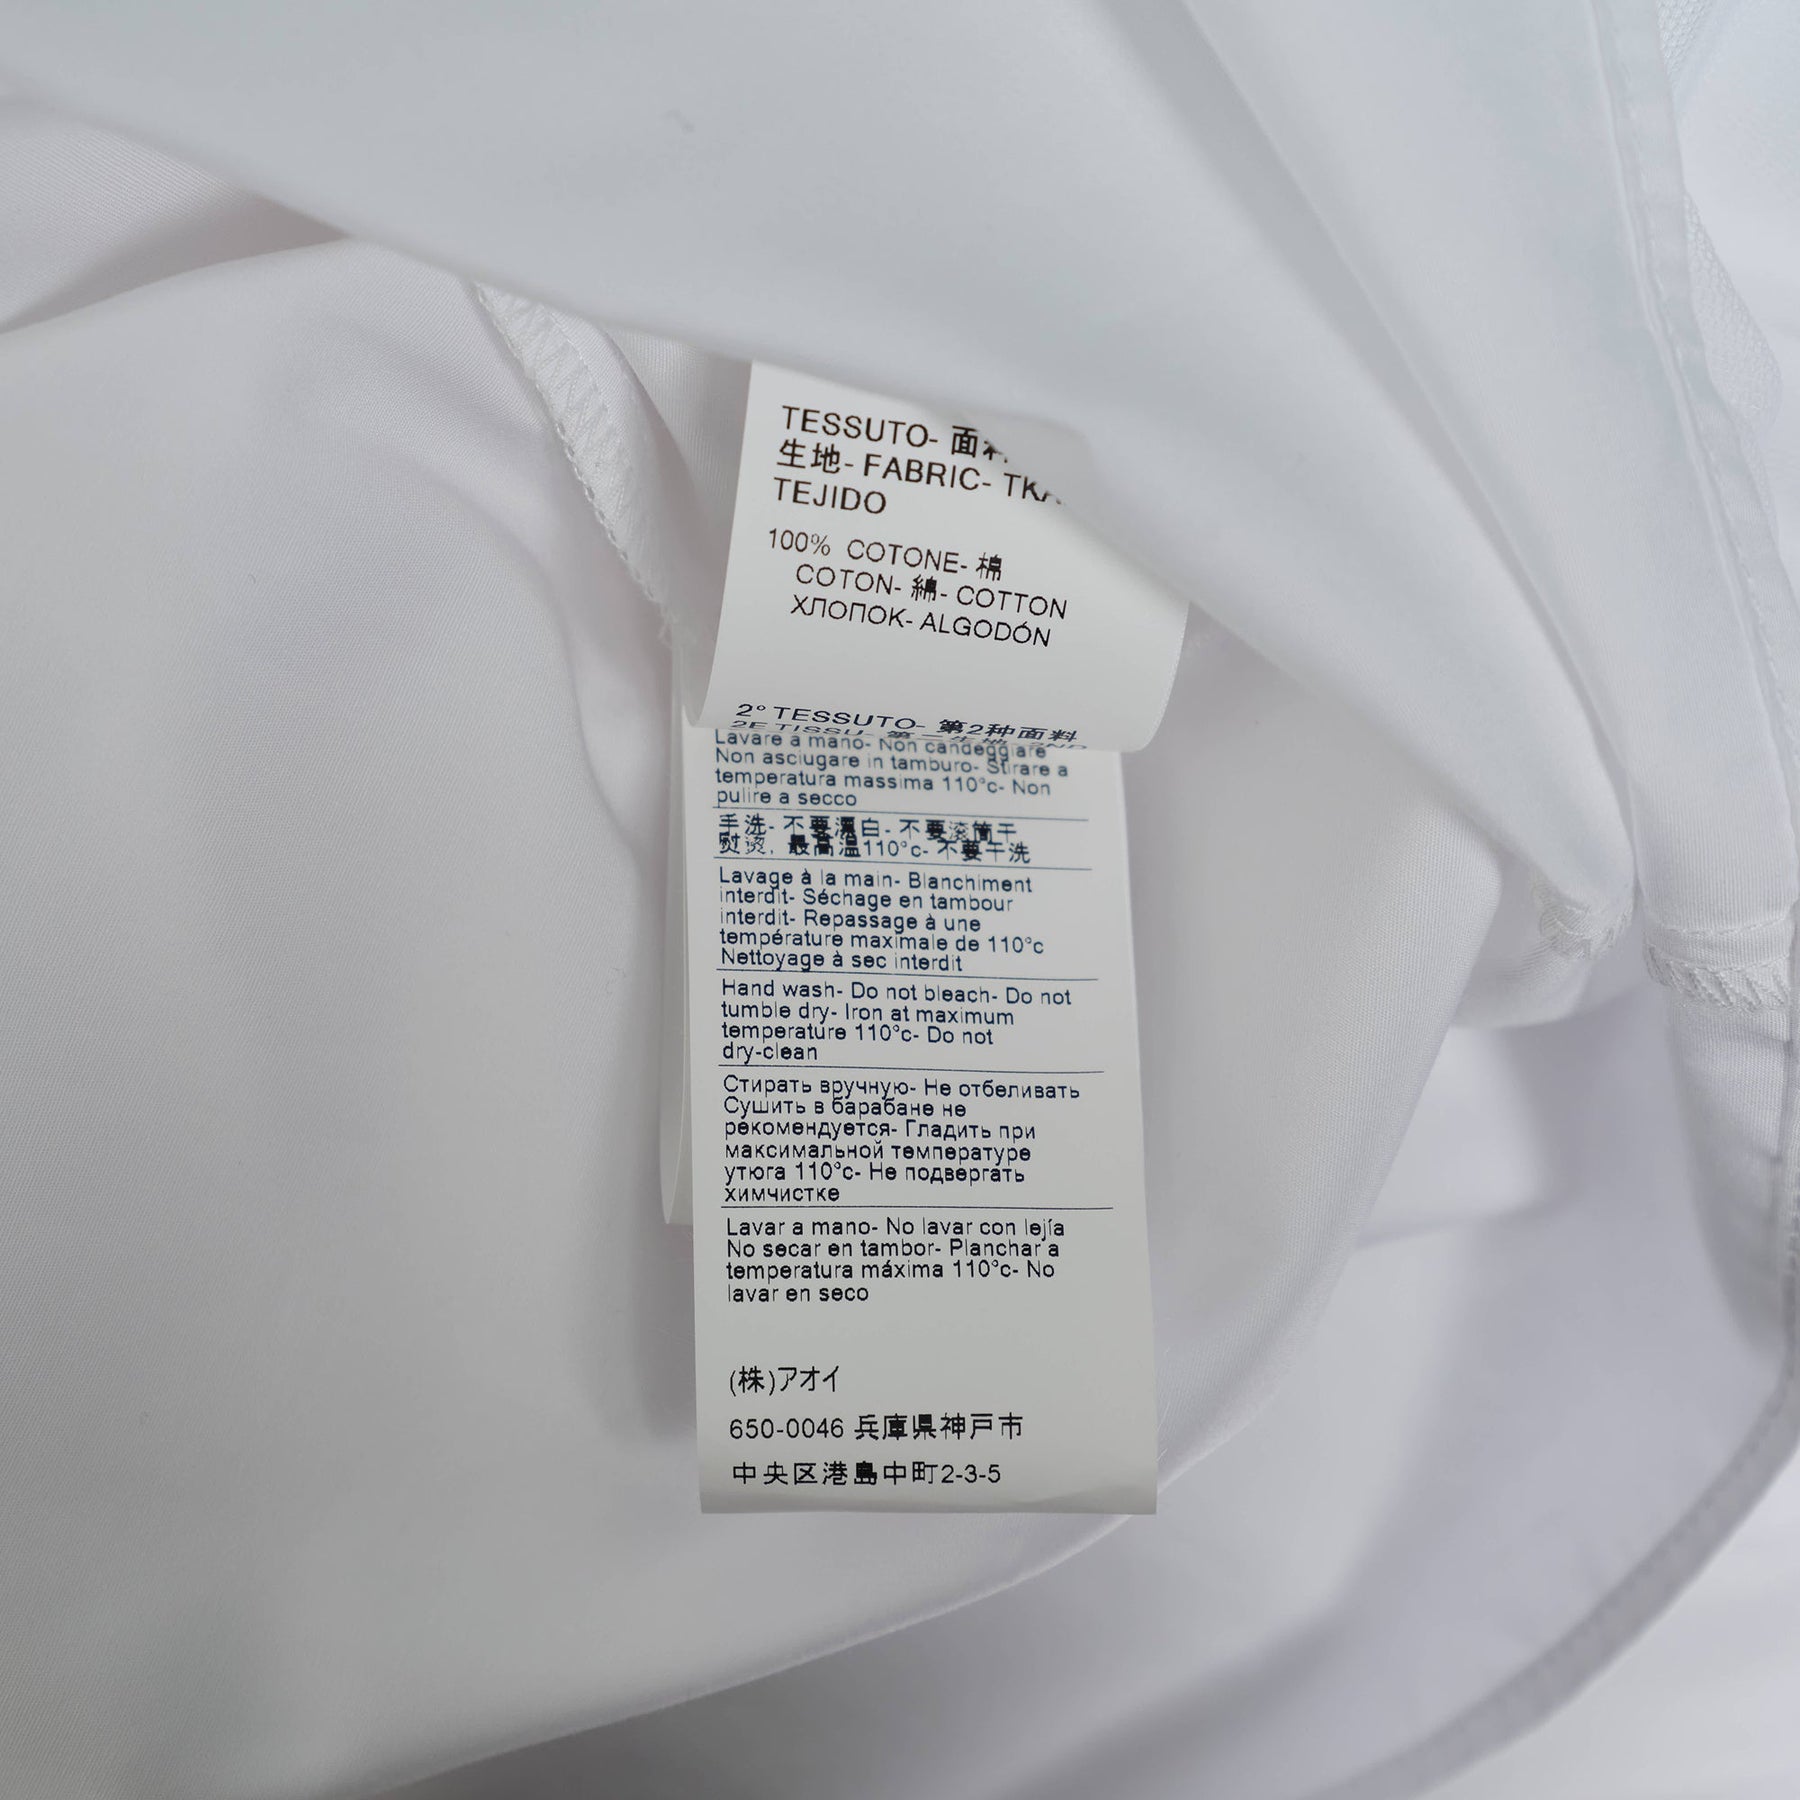 TESSUTO- 面料
生地- FABRIC-
TEJIDO
100% COTONE- 棉
COTON- 綿- COTTON
ХЛОПОК- ALGODÓN
2° TESSUTO- 第2种面料
2E TISSU-
Lavare a mano- Non candeggiare
Non asciugare in tamburo- Stirare a
temperatura massima 110°c- Non
pulire a secco
手洗- 不要漂白- 不要滚筒干
熨烫, 最高温110°c- 不要干洗
Lavage à la main- Blanchiment
interdit- Séchage en tambour
interdit- Repassage à une
température maximale de 110°c
Nettoyage à sec interdit
Hand wash- Do not bleach- Do not
tumble dry- Iron at maximum
temperature 110°c- Do not
dry-clean
Стирать вручную- Не отбеливать
Сушить в барабане не
рекомендуется- Гладить при
максимальной температуре
утюга 110°c- Не подвергать
химчистке
Lavar a mano- No lavar con lejía
No secar en tambor- Planchar a
temperatura máxima 110°c- No
lavar en seco
(株)アオイ
650-0046 兵庫県神戸市
中央区港島中町2-3-5